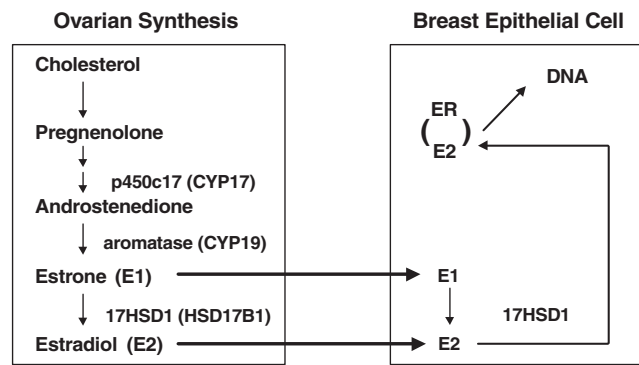 Ovarian Synthesis
Cholesterol
Pregnenolone
p450c17 (CYP17)
Androstenedione
aromatase (CYP19)
Estrone (E1)
17HSD1 (HSD17B1)
Estradiol (E2)
Breast Epithelial Cell
DNA
ER
( )
E2
E1
17HSD1
E2